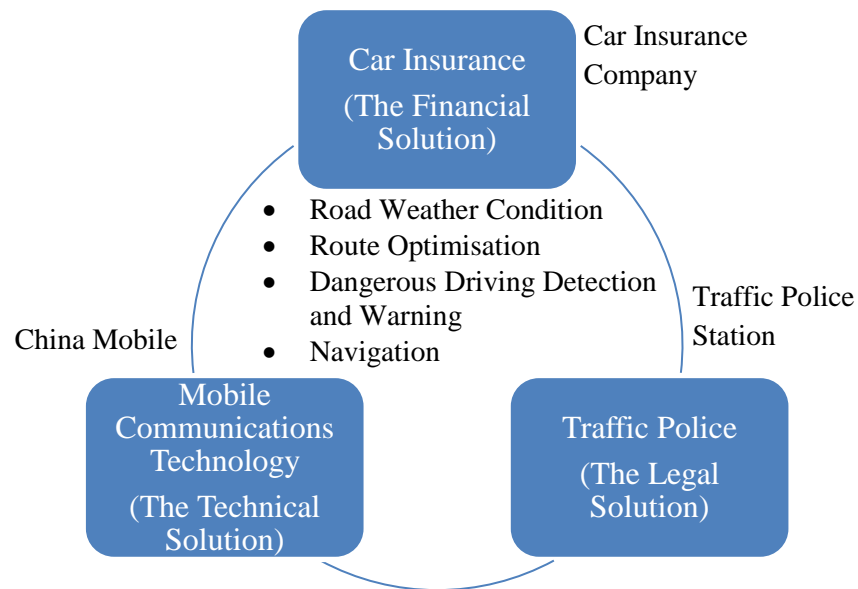 Car Insurance
(The Financial
Solution)
Car Insurance
Company
• Road Weather Condition
• Route Optimisation
• Dangerous Driving Detection
and Warning
• Navigation
Traffic Police
Station
China Mobile
Mobile
Communications
Technology
(The Technical
Solution)
Traffic Police
(The Legal
Solution)